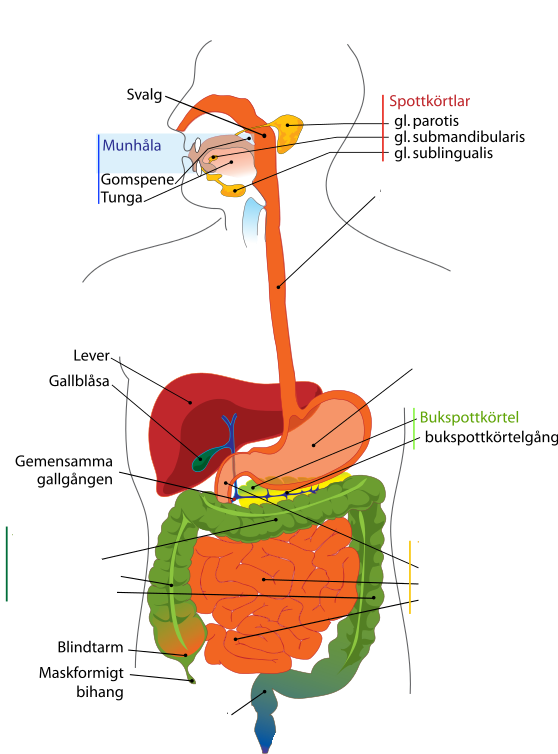 Svalg
Spottkörtlar
gl. parotis
gl. submandibularis
gl. sublingualis
Munhåla
Gomspene
Tunga
Lever
Gallblåsa
Bukspottkörtel
bukspottkörtelgång
Gemensamma
gallgången
Blindtarm
Maskformigt
bihang